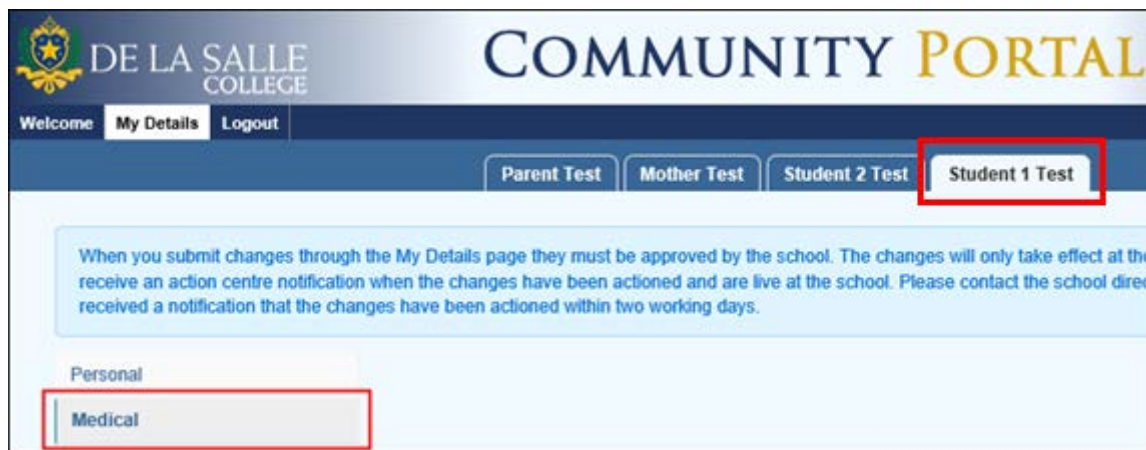 DE LA SALLE
COLLEGE
COMMUNITY PORTAL
Welcome My Details Logout
Parent Test Mother Test Student 2 Test Student 1 Test
When you submit changes through the My Details page they must be approved by the school. The changes will only take effect at the
receive an action centre notification when the changes have been actioned and are live at the school. Please contact the school direc
received a notification that the changes have been actioned within two working days.
Personal
Medical